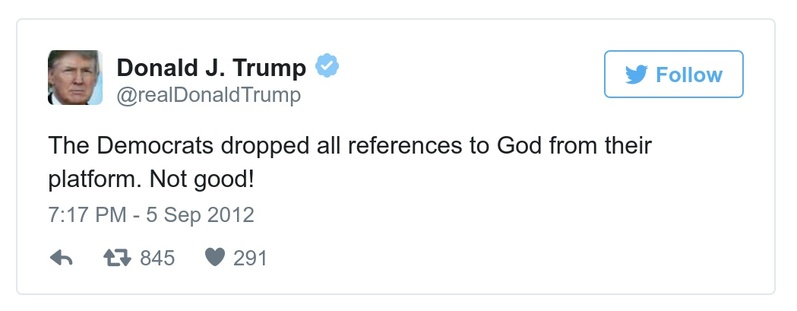 Donald J. Trump
@realDonaldTrump
Follow
The Democrats dropped all references to God from their
platform. Not good!
7:17 PM - 5 Sep 2012
845 291